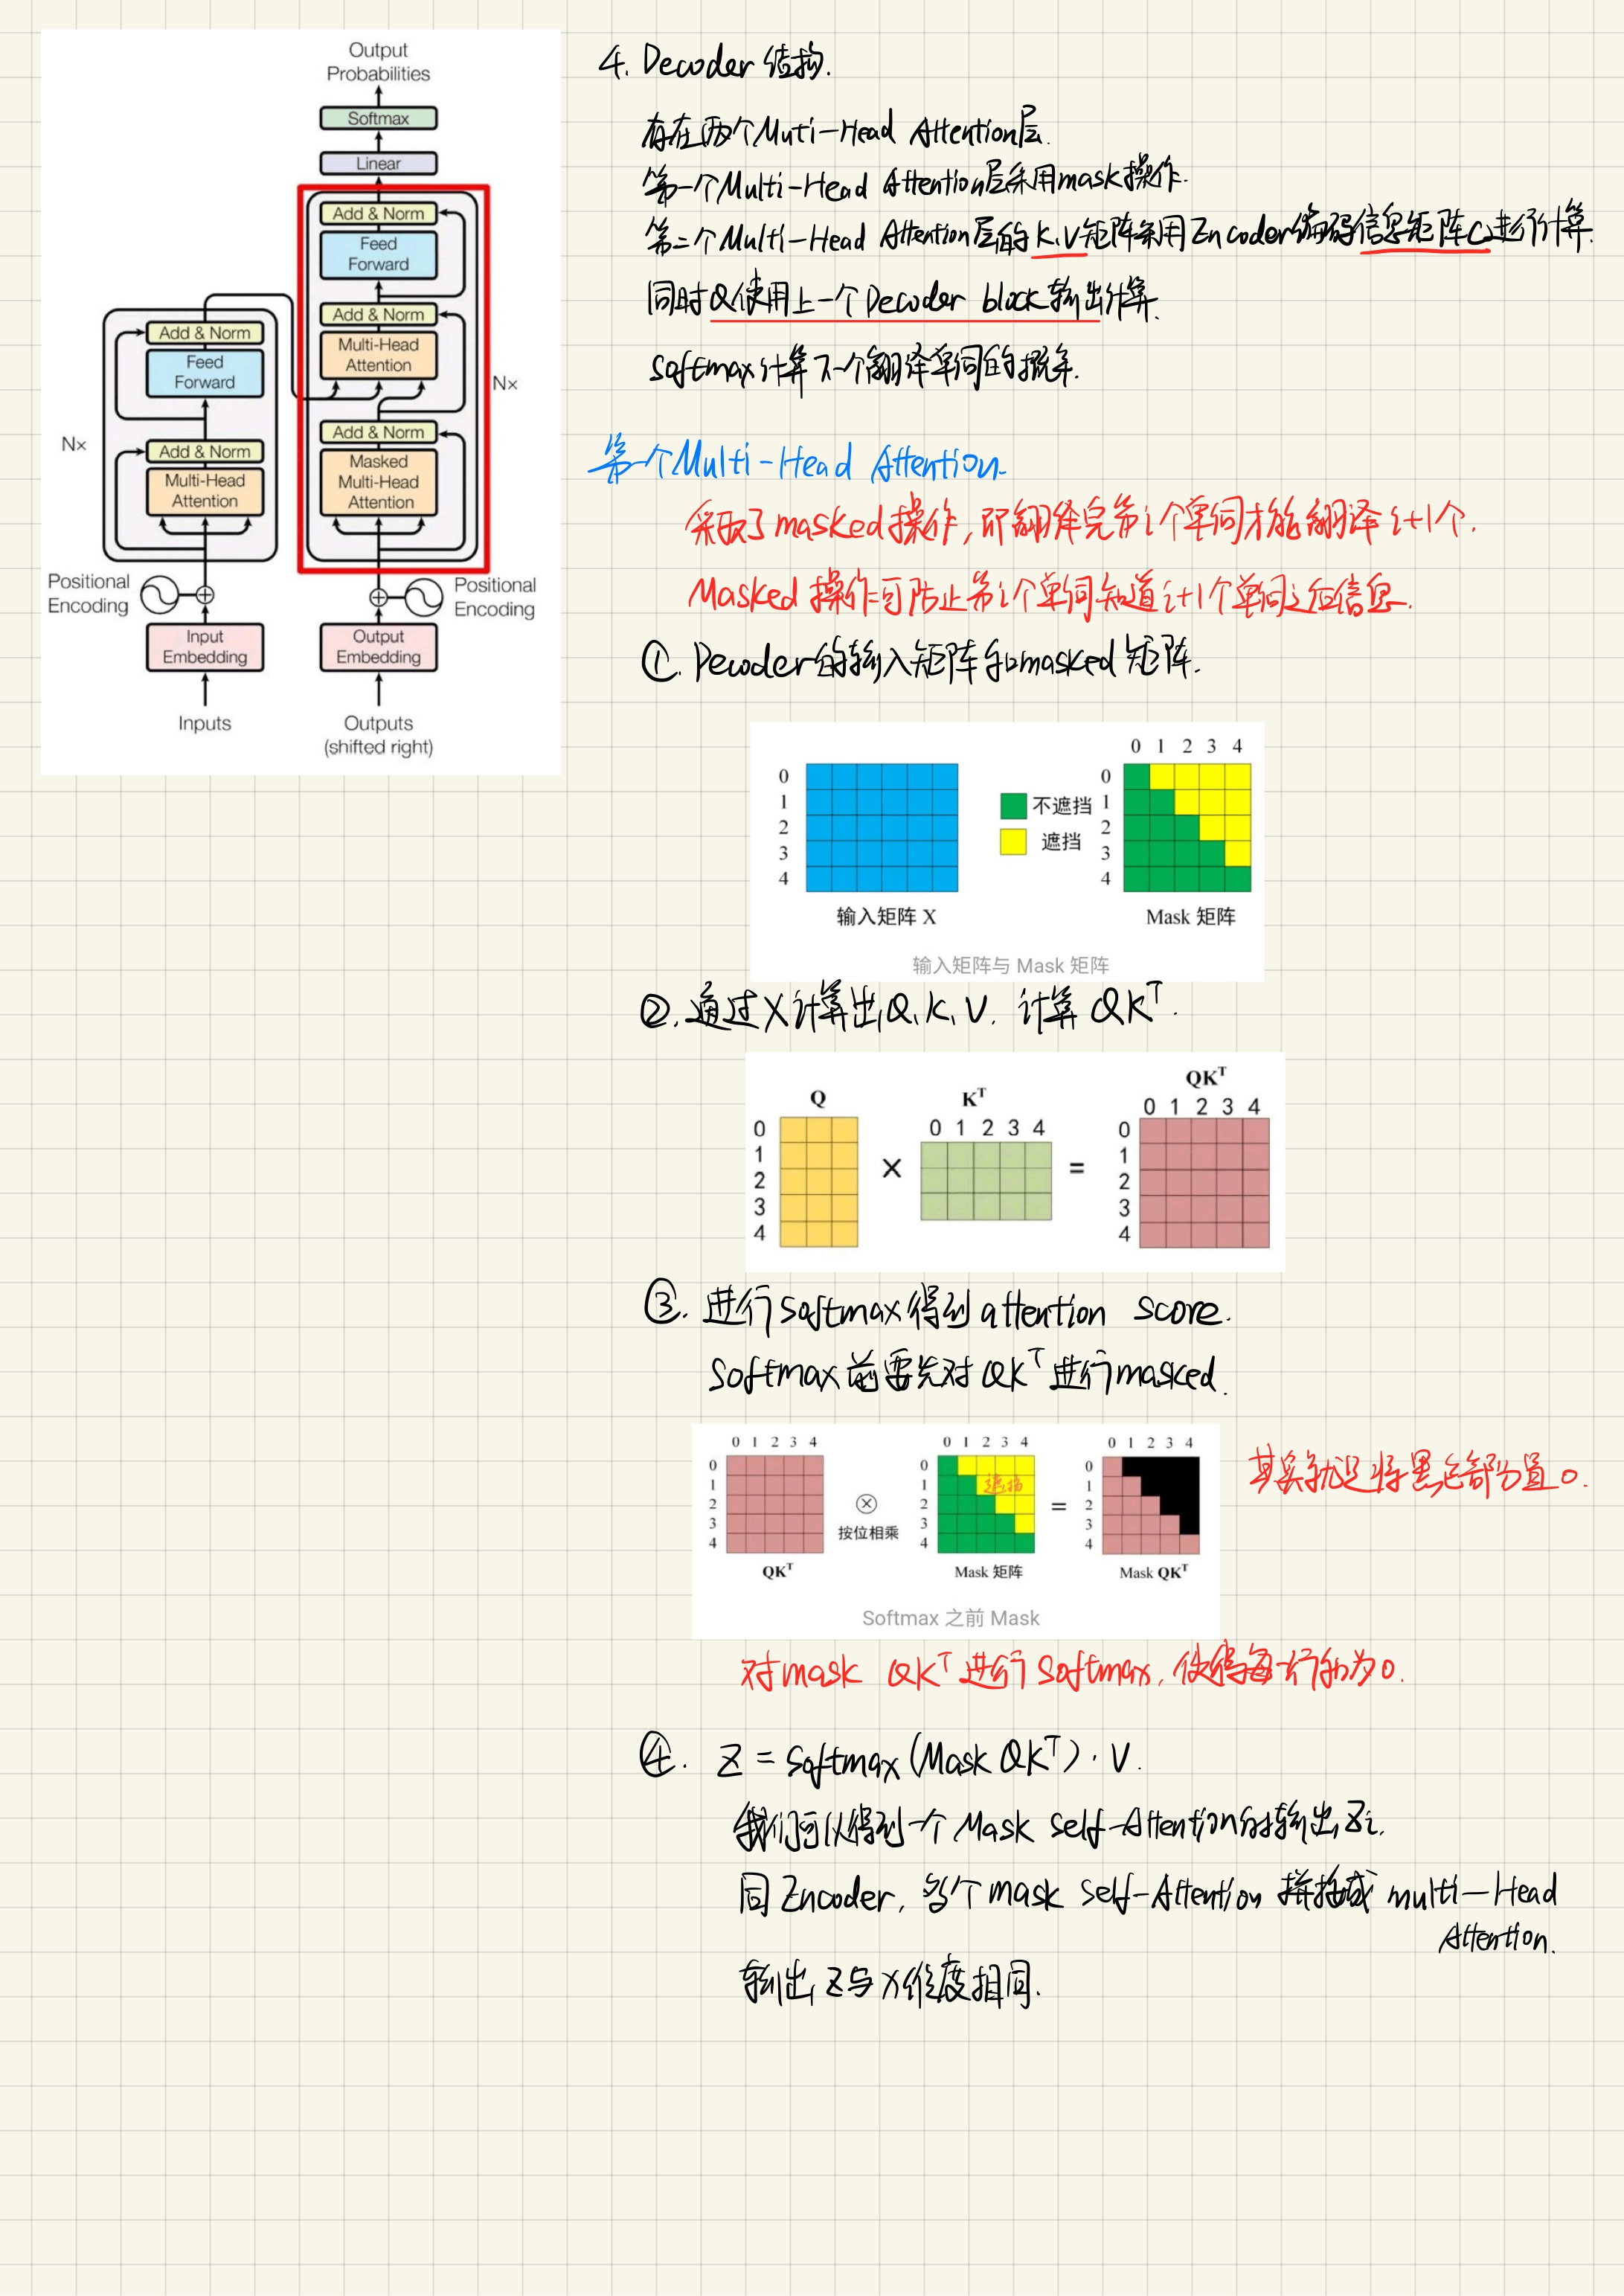 Output
Probabilities
Softmax
Linear
Add & Norm
Feed
Forward
Add & Norm
Multi-Head
Attention
Nx
Add & Norm
Masked
Multi-Head
Attention
Add & Norm
Feed
Forward
Nx
Add & Norm
Multi-Head
Attention
Positional
Encoding
Positional
Encoding
Input
Embedding
Output
Embedding
Inputs
Outputs
(shifted right)
4. Decoder 结构.
存在两个Muti-Head Attention层.
第一个Multi-Head Attention层采用mask操作.
第二个Multi-Head Attention层的K,V矩阵采用Encoder编码信息矩阵C进行计算.
同时Q使用上一个Decoder block输出计算.
softmax计算下一个翻译单词的概率.
第一个Multi-Head Attention.
采取了masked操作,即翻译完第i个单词才能翻译i+1个.
Masked 操作可防止第i个单词知道i+1个单词之后信息.
①. Decoder的输入矩阵和masked矩阵.
0 1 2 3 4
0
1
2
3
4
不遮挡
遮挡
0
1
2
3
4
输入矩阵 X
Mask 矩阵
输入矩阵与 Mask 矩阵
②. 通过X计算出Q,K,V. 计算 QKᵀ.
Q
Kᵀ
QKᵀ
0 1 2 3 4
0 1 2 3 4
0
1
2
3
4
×
=
0
1
2
3
4
③. 进行softmax得到attention score.
softmax前要先对QKᵀ进行masked.
0 1 2 3 4
0 1 2 3 4
0 1 2 3 4
0
1
2
3
4
⊗
按位相乘
0
1
2
3
4
遮挡
=
0
1
2
3
4
QKᵀ
Mask 矩阵
Mask QKᵀ
Softmax 之前 Mask
其实就是将黑色部分置0.
对mask QKᵀ进行softmax,使得每一行和为0.
④. Z = softmax (Mask QKᵀ) · V.
我们可以得到一个 Mask self-Attention的输出Zi.
同Encoder, 多个mask self-Attention 拼接成 multi-Head
Attention.
输出Z与X维度相同.